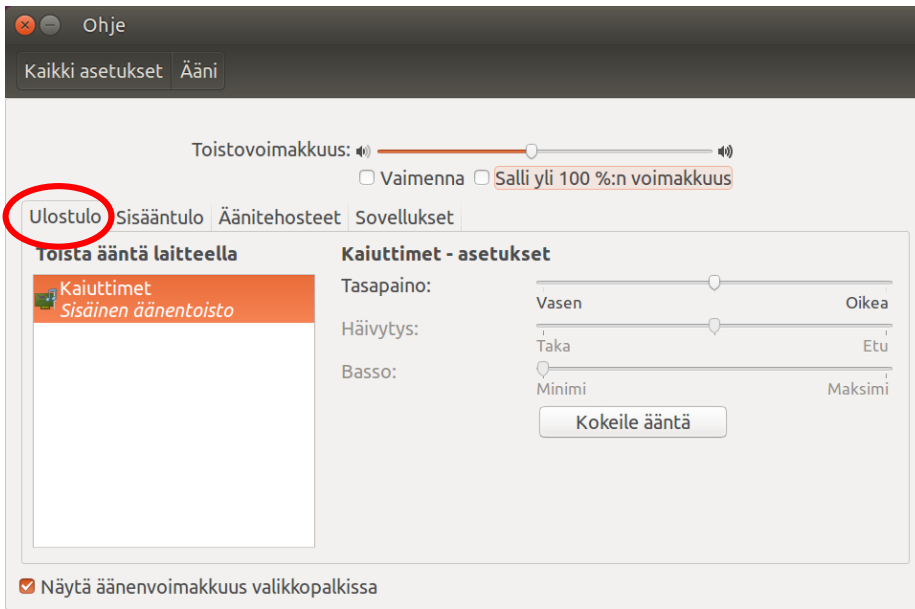 Ohje
Kaikki asetukset Ääni
Toistovoimakkuus:
Vaimenna Salli yli 100 %:n voimakkuus
Ulostulo Sisääntulo Äänitehosteet Sovellukset
Toista ääntä laitteella
Kaiuttimet
Sisäinen äänentoisto
Kaiuttimet - asetukset
Tasapaino:
Vasen Oikea
Häivytys:
Taka Etu
Basso:
Minimi Maksimi
Kokeile ääntä
Näytä äänenvoimakkuus valikkopalkissa